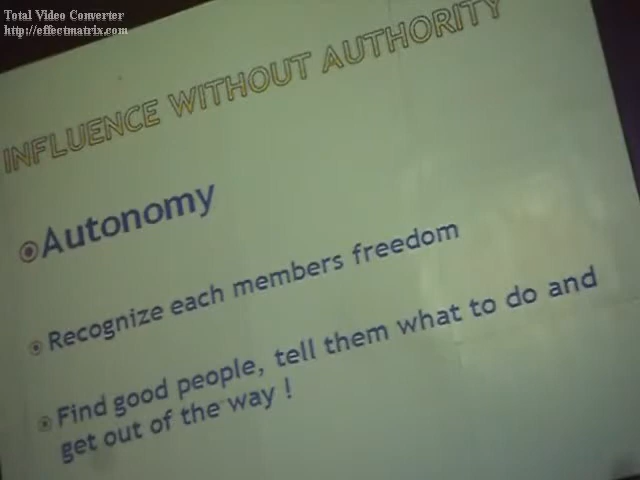 Total Video Converter
http://effectmatrix.com
INFLUENCE WITHOUT AUTHORITY
Autonomy
Recognize each members freedom
Find good people, tell them what to do and
get out of the way !